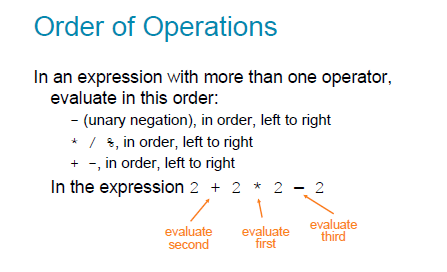 Order of Operations
In an expression with more than one operator,
evaluate in this order:
- (unary negation), in order, left to right
* / %, in order, left to right
+ -, in order, left to right
In the expression 2 + 2 * 2 - 2
evaluate second
evaluate first
evaluate third